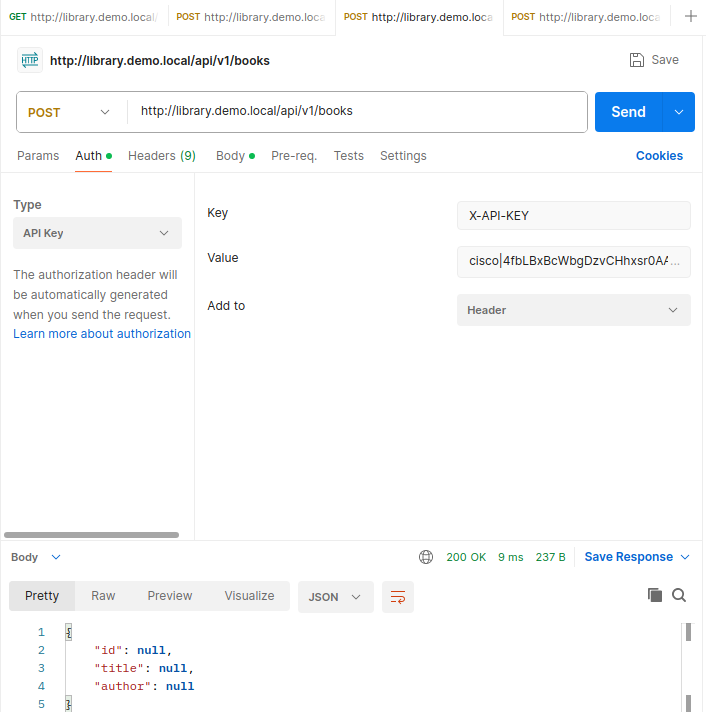 GET http://library.demo.local/
POST http://library.demo.loca
POST http://library.demo.loca
POST http://library.demo.loca
HTTP http://library.demo.local/api/v1/books Save
POST http://library.demo.local/api/v1/books Send
Params Auth Headers (9) Body Pre-req. Tests Settings Cookies
Type
API Key
The authorization header will
be automatically generated
when you send the request.
Learn more about authorization
Key X-API-KEY
Value cisco|4fbLBxBcWbgDzvCHhxsr0AA...
Add to Header
Body 200 OK 9 ms 237 B Save Response
Pretty Raw Preview Visualize JSON
1 {
2 "id": null,
3 "title": null,
4 "author": null
5 }